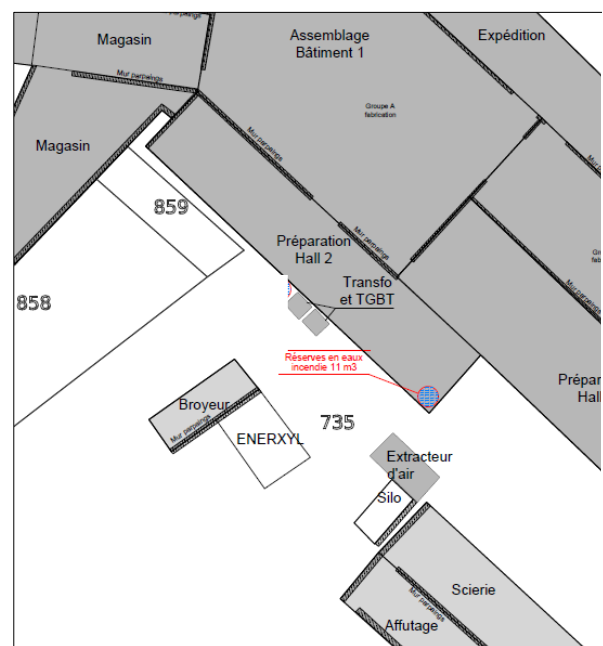 Magasin
Assemblage
Bâtiment 1
Expédition
Mur parpaings
Groupe A
fabrication
Magasin
Mur parpaings
859
Préparation
Hall 2
Mur parpaings
Mur parpaings
Transfo
et TGBT
858
Réserves en eaux
incendie 11 m3
Broyeur
Mur parpaings
ENERXYL
735
Extracteur
d'air
Silo
Scierie
Mur parpaings
Affutage